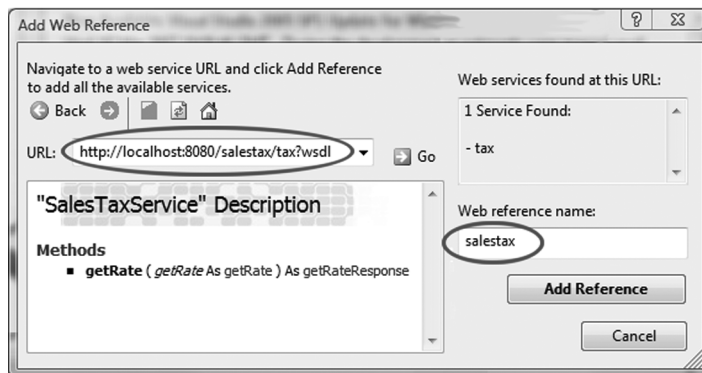 Add Web Reference
Navigate to a web service URL and click Add Reference
to add all the available services.
Back
URL: http://localhost:8080/salestax/tax?wsdl Go
"SalesTaxService" Description
Methods
getRate ( getRate As getRate ) As getRateResponse
Web services found at this URL:
1 Service Found:
- tax
Web reference name:
salestax
Add Reference
Cancel